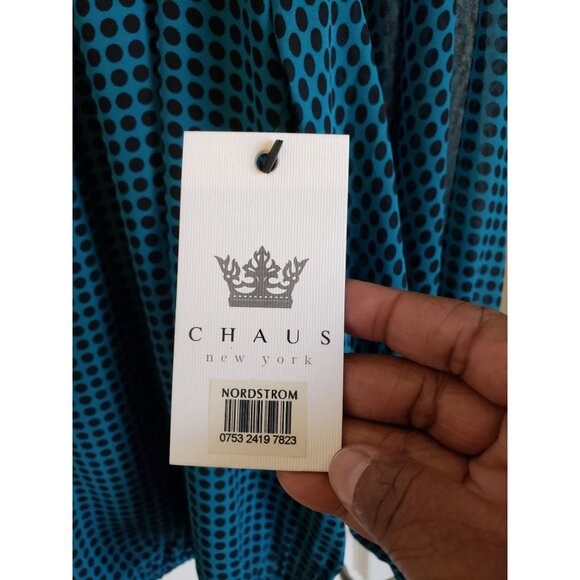 CHAUS
new york
NORDSTROM
0753 2419 7823